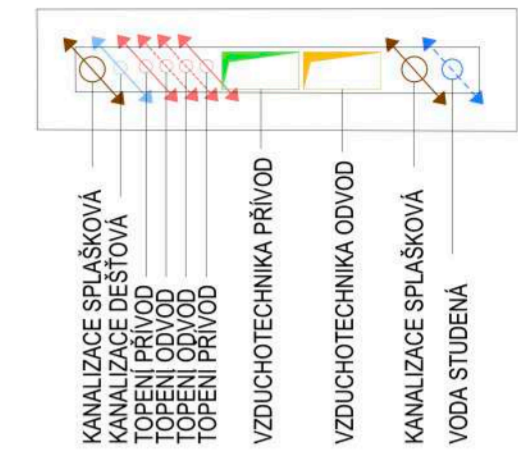 KANALIZACE SPLAŠKOVÁ
KANALIZACE DEŠŤOVÁ
TOPENÍ PŘÍVOD
TOPENÍ ODVOD
TOPENÍ ODVOD
TOPENÍ PŘÍVOD
VZDUCHOTECHNIKA PŘÍVOD
VZDUCHOTECHNIKA ODVOD
KANALIZACE SPLAŠKOVÁ
VODA STUDENÁ